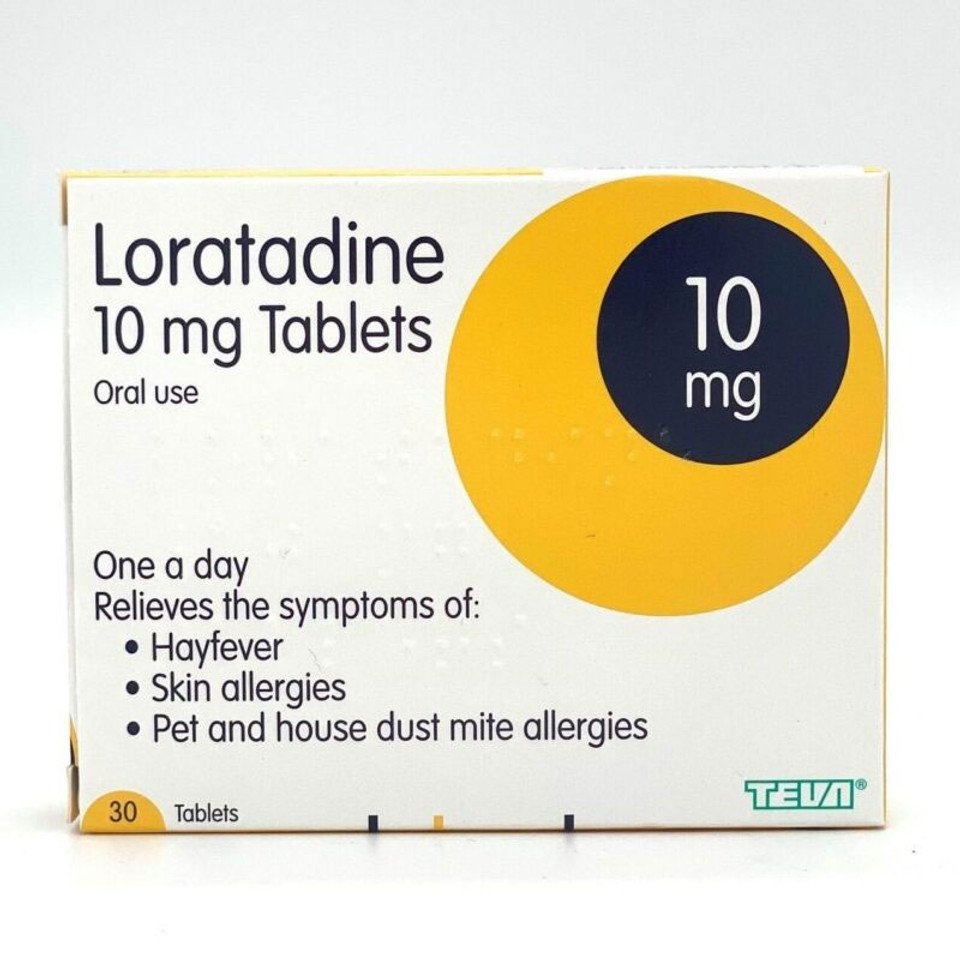 Loratadine
10 mg Tablets
Oral use
10
mg
One a day
Relieves the symptoms of:
• Hayfever
• Skin allergies
• Pet and house dust mite allergies
30 Tablets
TEVA®